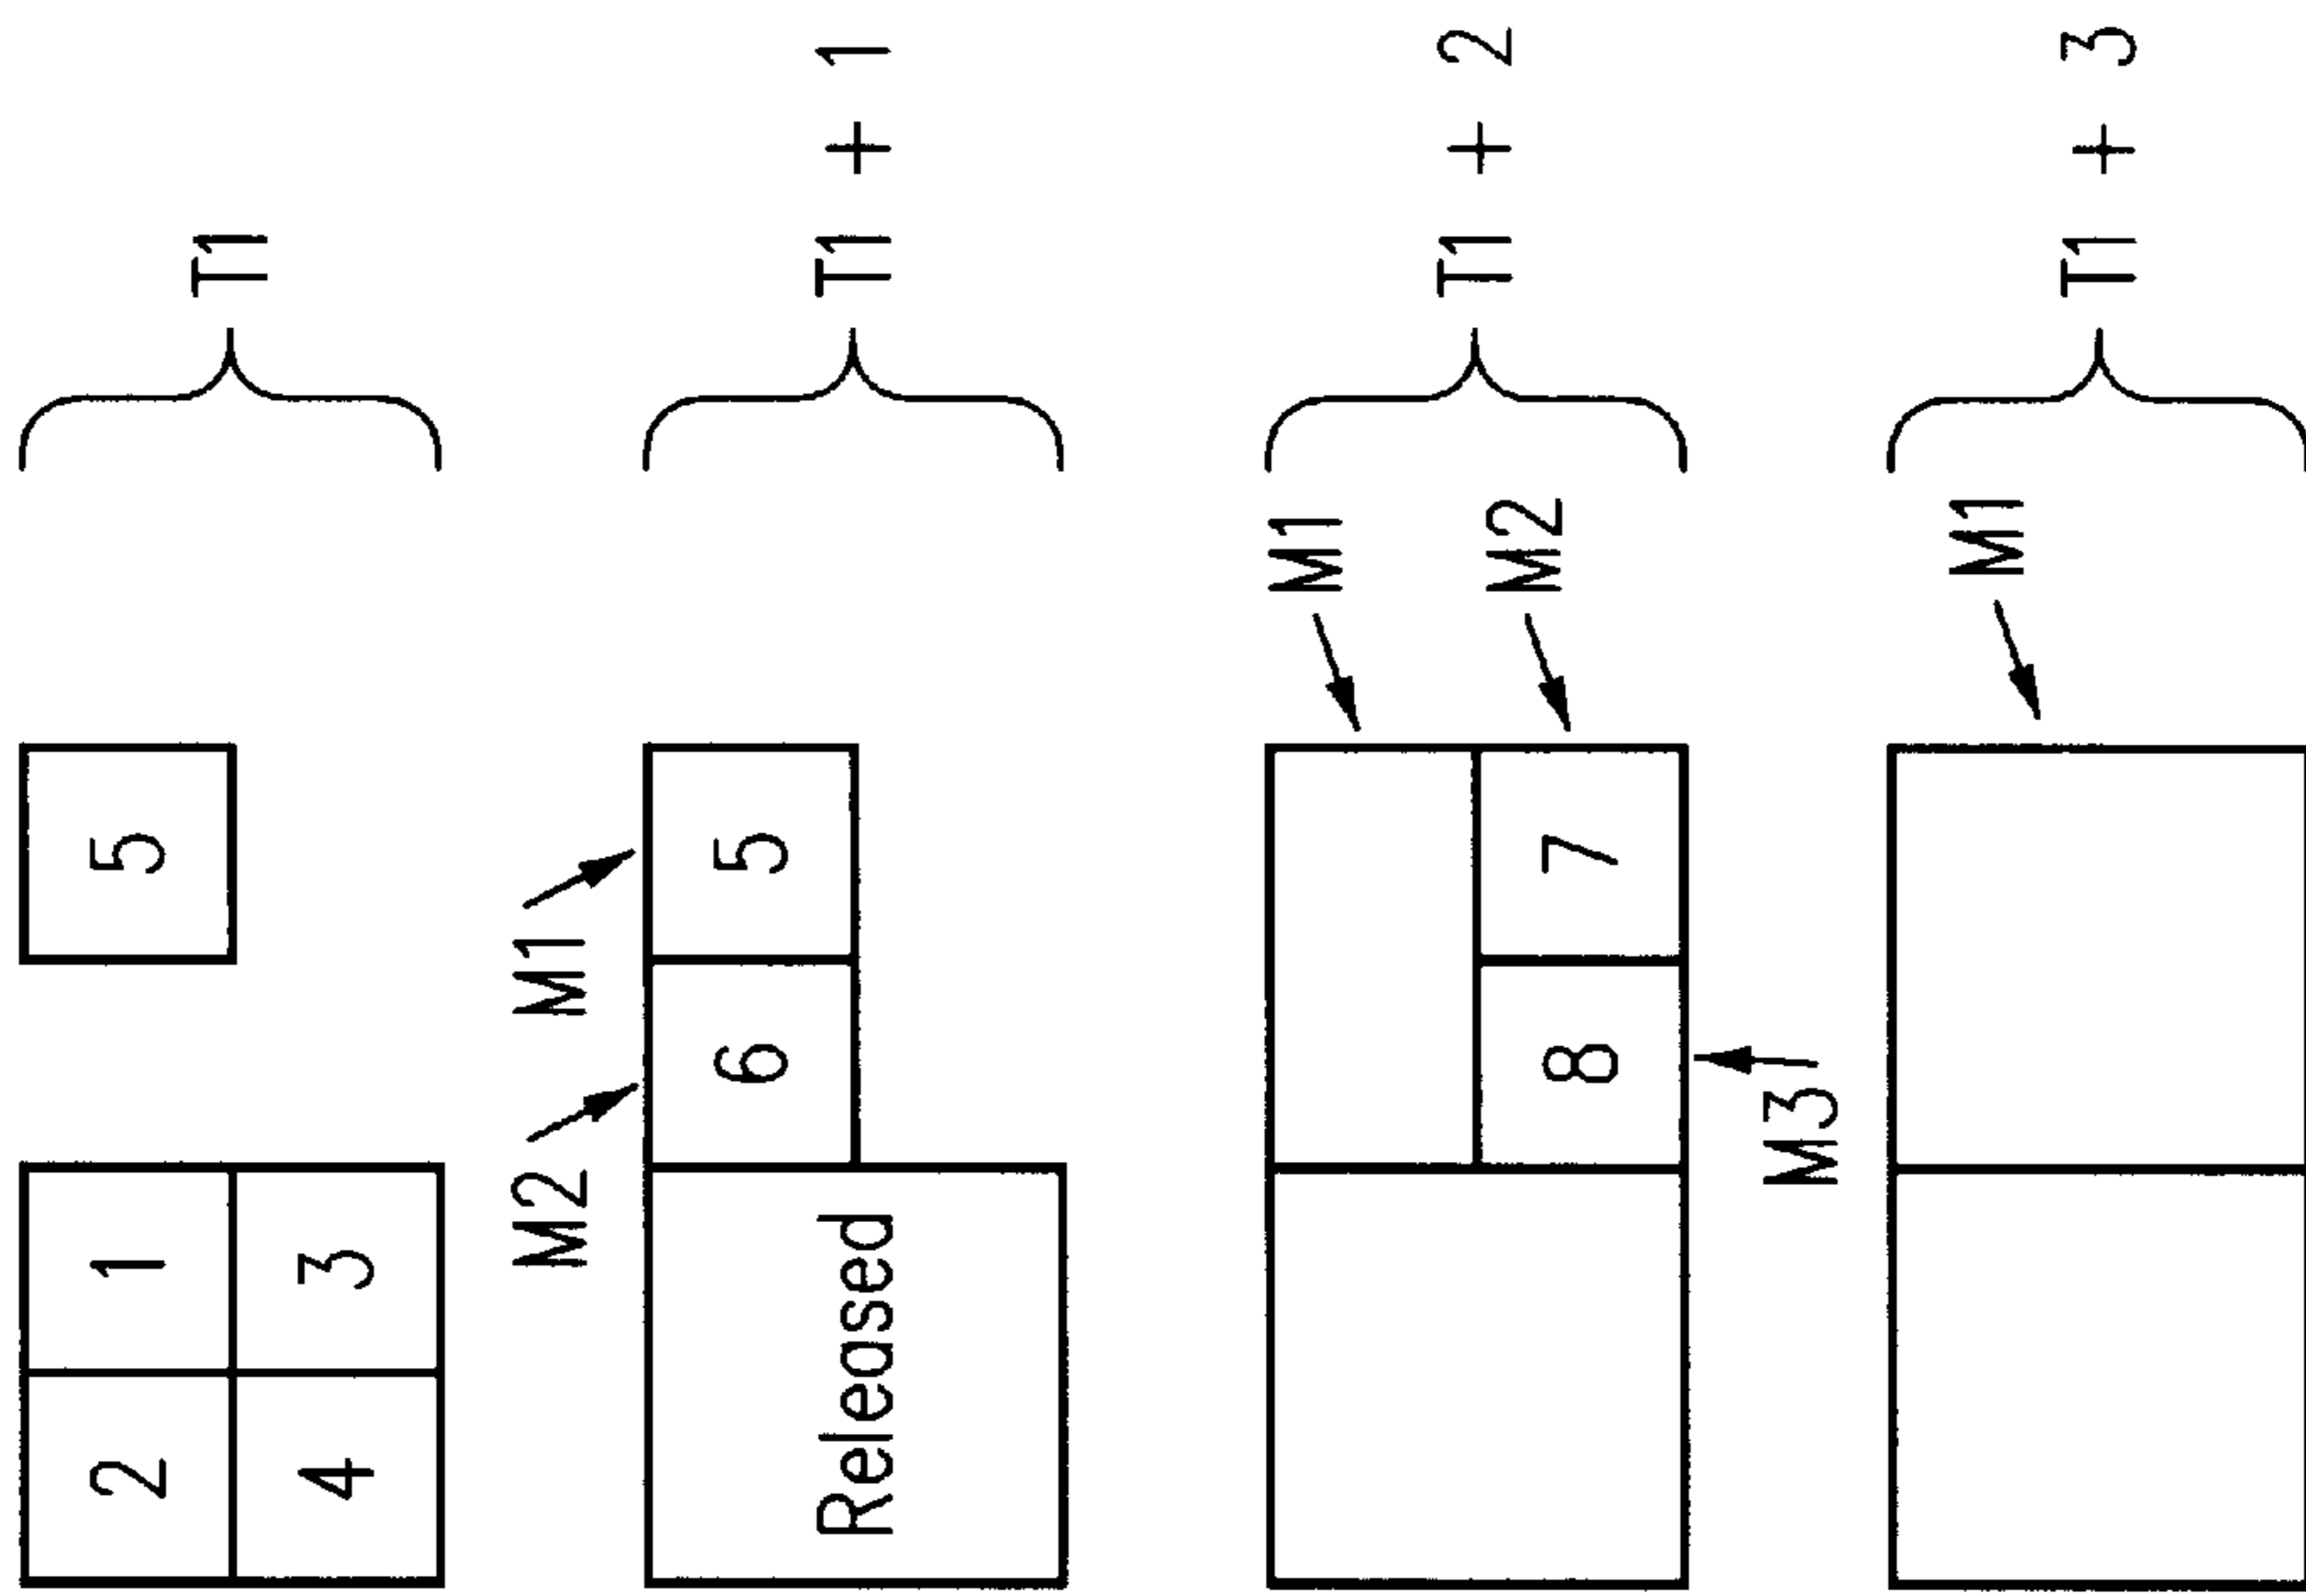 2 1 5
T1
4 3
M2 M1
6 5
Released
T1 + 1
M1
T1 + 2
M2
8 7
M3
M1
T1 + 3